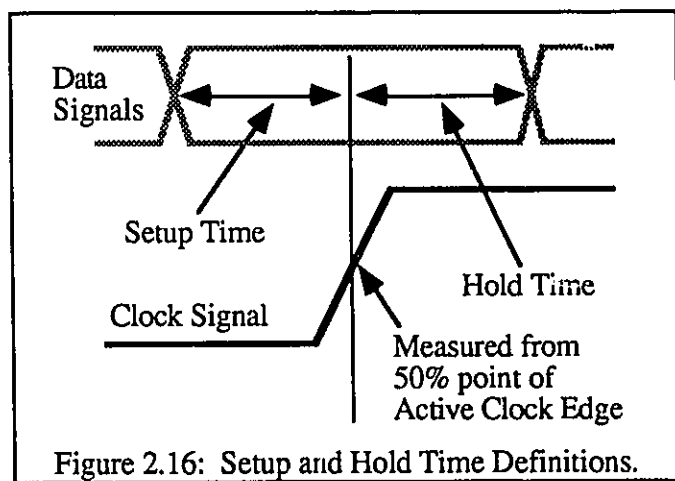 Data
Signals
Setup Time
Hold Time
Clock Signal
Measured from
50% point of
Active Clock Edge
Figure 2.16: Setup and Hold Time Definitions.